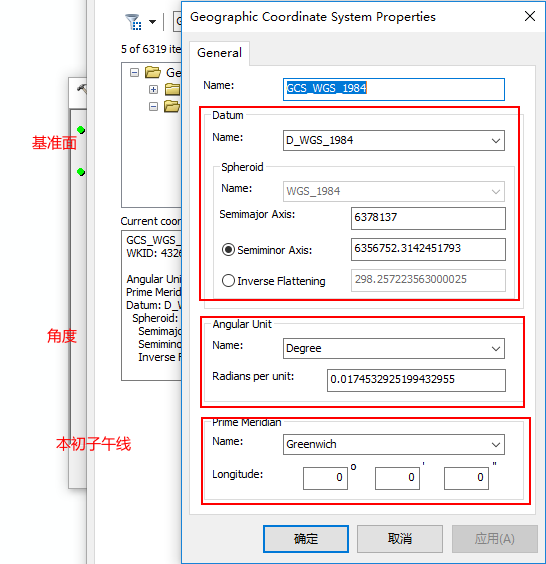 Geographic Coordinate System Properties
General
Name:
GCS_WGS_1984
Datum
Name:
D_WGS_1984
Spheroid
Name:
WGS_1984
Semimajor Axis:
6378137
Semiminor Axis:
6356752.3142451793
Inverse Flattening
298.257223563000025
Angular Unit
Name:
Degree
Radians per unit:
0.0174532925199432955
Prime Meridian
Name:
Greenwich
Longitude:
0
°
0
'
0
"
确定
取消
应用(A)
5 of 6319 ite
Ge
Current coor
GCS_WGS_
WKID: 4326
Angular Uni
Prime Merid
Datum: D_W
Spheroid:
Semimajo
Semimino
Inverse F
基准面
角度
本初子午线